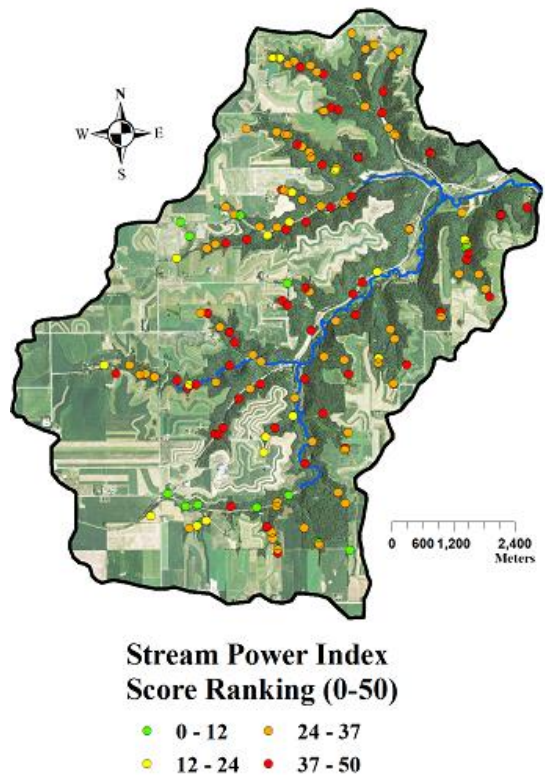 N
W E
S
0 600 1,200 2,400
Meters
Stream Power Index
Score Ranking (0-50)
0 - 12 24 - 37
12 - 24 37 - 50